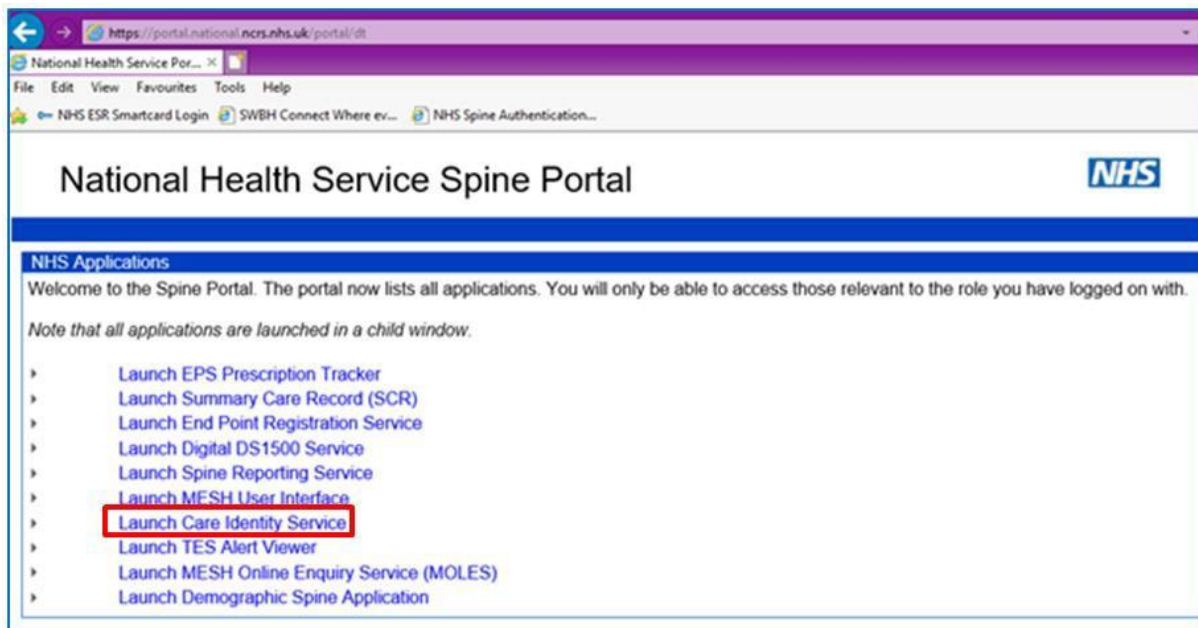 https://portal.national.ncrs.nhs.uk/portal/dt
National Health Service Por...
File Edit View Favourites Tools Help
NHS ESR Smartcard Login SWBH Connect Where ev... NHS Spine Authentication...
National Health Service Spine Portal
NHS
NHS Applications
Welcome to the Spine Portal. The portal now lists all applications. You will only be able to access those relevant to the role you have logged on with.
Note that all applications are launched in a child window.
Launch EPS Prescription Tracker
Launch Summary Care Record (SCR)
Launch End Point Registration Service
Launch Digital DS1500 Service
Launch Spine Reporting Service
Launch MESH User Interface
Launch Care Identity Service
Launch TES Alert Viewer
Launch MESH Online Enquiry Service (MOLES)
Launch Demographic Spine Application